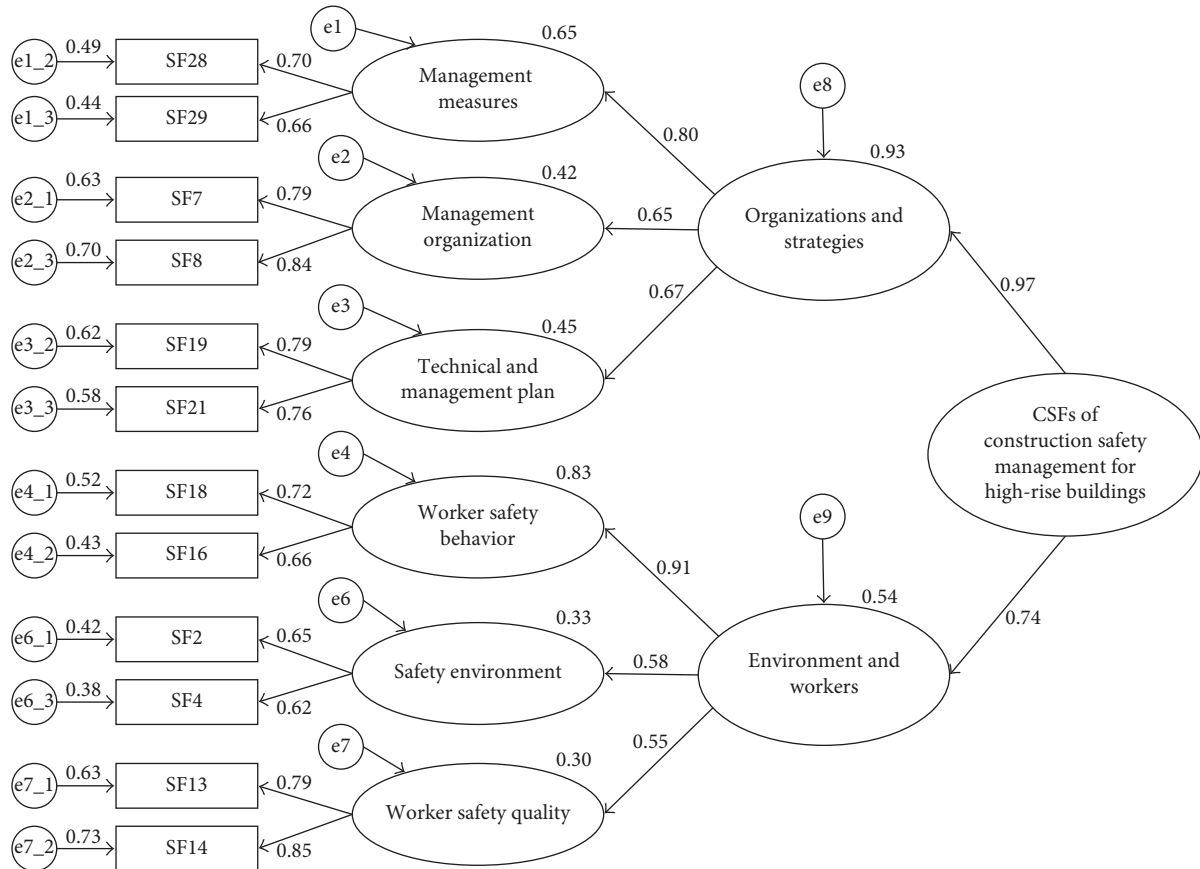 e1
0.65
0.49
e1_2
SF28
0.70
Management
measures
e8
0.44
e1_3
SF29
0.66
0.80
0.93
e2
0.42
0.63
e2_1
SF7
0.79
Management
organization
0.65
Organizations and
strategies
0.70
e2_3
SF8
0.84
0.67
0.97
e3
0.45
0.62
e3_2
SF19
0.79
Technical and
management plan
0.58
e3_3
SF21
0.76
CSFs of
construction safety
management for
high-rise buildings
e4
0.83
0.52
e4_1
SF18
0.72
Worker safety
behavior
e9
0.43
e4_2
SF16
0.66
0.91
0.54
0.74
e6
0.33
0.42
e6_1
SF2
0.65
Safety environment
0.58
Environment and
workers
0.38
e6_3
SF4
0.62
0.55
e7
0.30
0.63
e7_1
SF13
0.79
Worker safety quality
0.73
e7_2
SF14
0.85